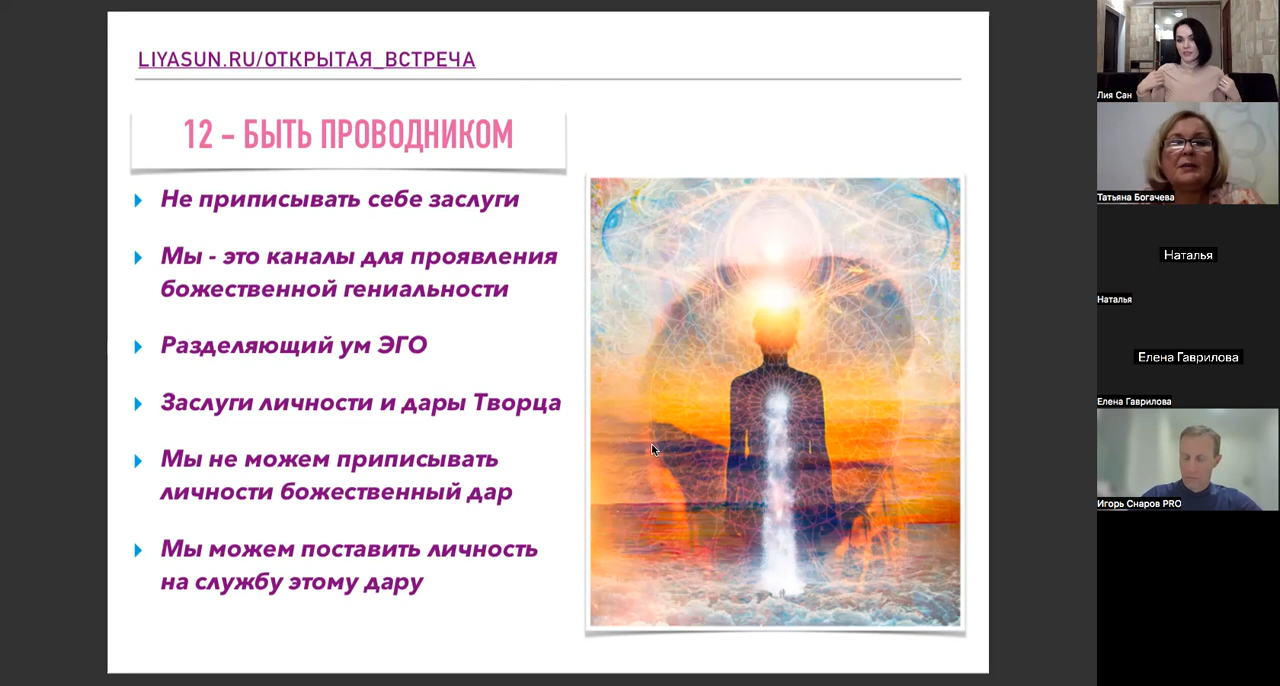 LIYASUN.RU/ОТКРЫТАЯ_ВСТРЕЧА
12 – БЫТЬ ПРОВОДНИКОМ
Не приписывать себе заслуги
Мы - это каналы для проявления
божественной гениальности
Разделяющий ум ЭГО
Заслуги личности и дары Творца
Мы не можем приписывать
личности божественный дар
Мы можем поставить личность
на службу этому дару
Лия Сан
Татьяна Богачева
Наталья
Наталья
Елена Гаврилова
Елена Гаврилова
Игорь Снаров PRO